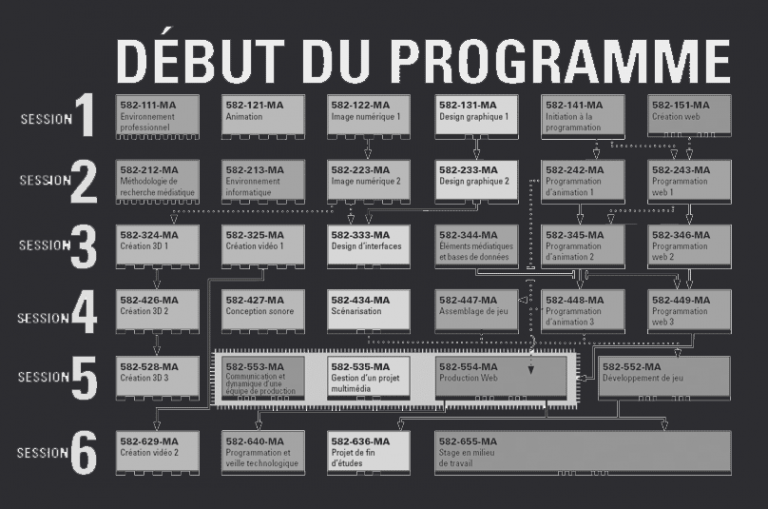 DÉBUT DU PROGRAMME
SESSION 1
582-111-MA
Environnement
professionnel
582-121-MA
Animation
582-122-MA
Image numérique 1
582-131-MA
Design graphique 1
582-141-MA
Initiation à la
programmation
582-151-MA
Création web
SESSION 2
582-212-MA
Méthodologie de
recherche médiatique
582-213-MA
Environnement
informatique
582-223-MA
Image numérique 2
582-233-MA
Design graphique 2
582-242-MA
Programmation
d'animation 1
582-243-MA
Programmation
web 1
SESSION 3
582-324-MA
Création 3D 1
582-325-MA
Création vidéo 1
582-333-MA
Design d'interfaces
582-344-MA
Éléments médiatiques
et bases de données
582-345-MA
Programmation
d'animation 2
582-346-MA
Programmation
web 2
SESSION 4
582-426-MA
Création 3D 2
582-427-MA
Conception sonore
582-434-MA
Scénarisation
582-447-MA
Assemblage de jeu
582-448-MA
Programmation
d'animation 3
582-449-MA
Programmation
web 3
SESSION 5
582-528-MA
Création 3D 3
582-553-MA
Communication et
dynamique d'une
équipe de production
582-535-MA
Gestion d'un projet
multimédia
582-554-MA
Production Web
582-552-MA
Développement de jeu
SESSION 6
582-629-MA
Création vidéo 2
582-640-MA
Programmation et
veille technologique
582-636-MA
Projet de fin
d'études
582-655-MA
Stage en milieu
de travail